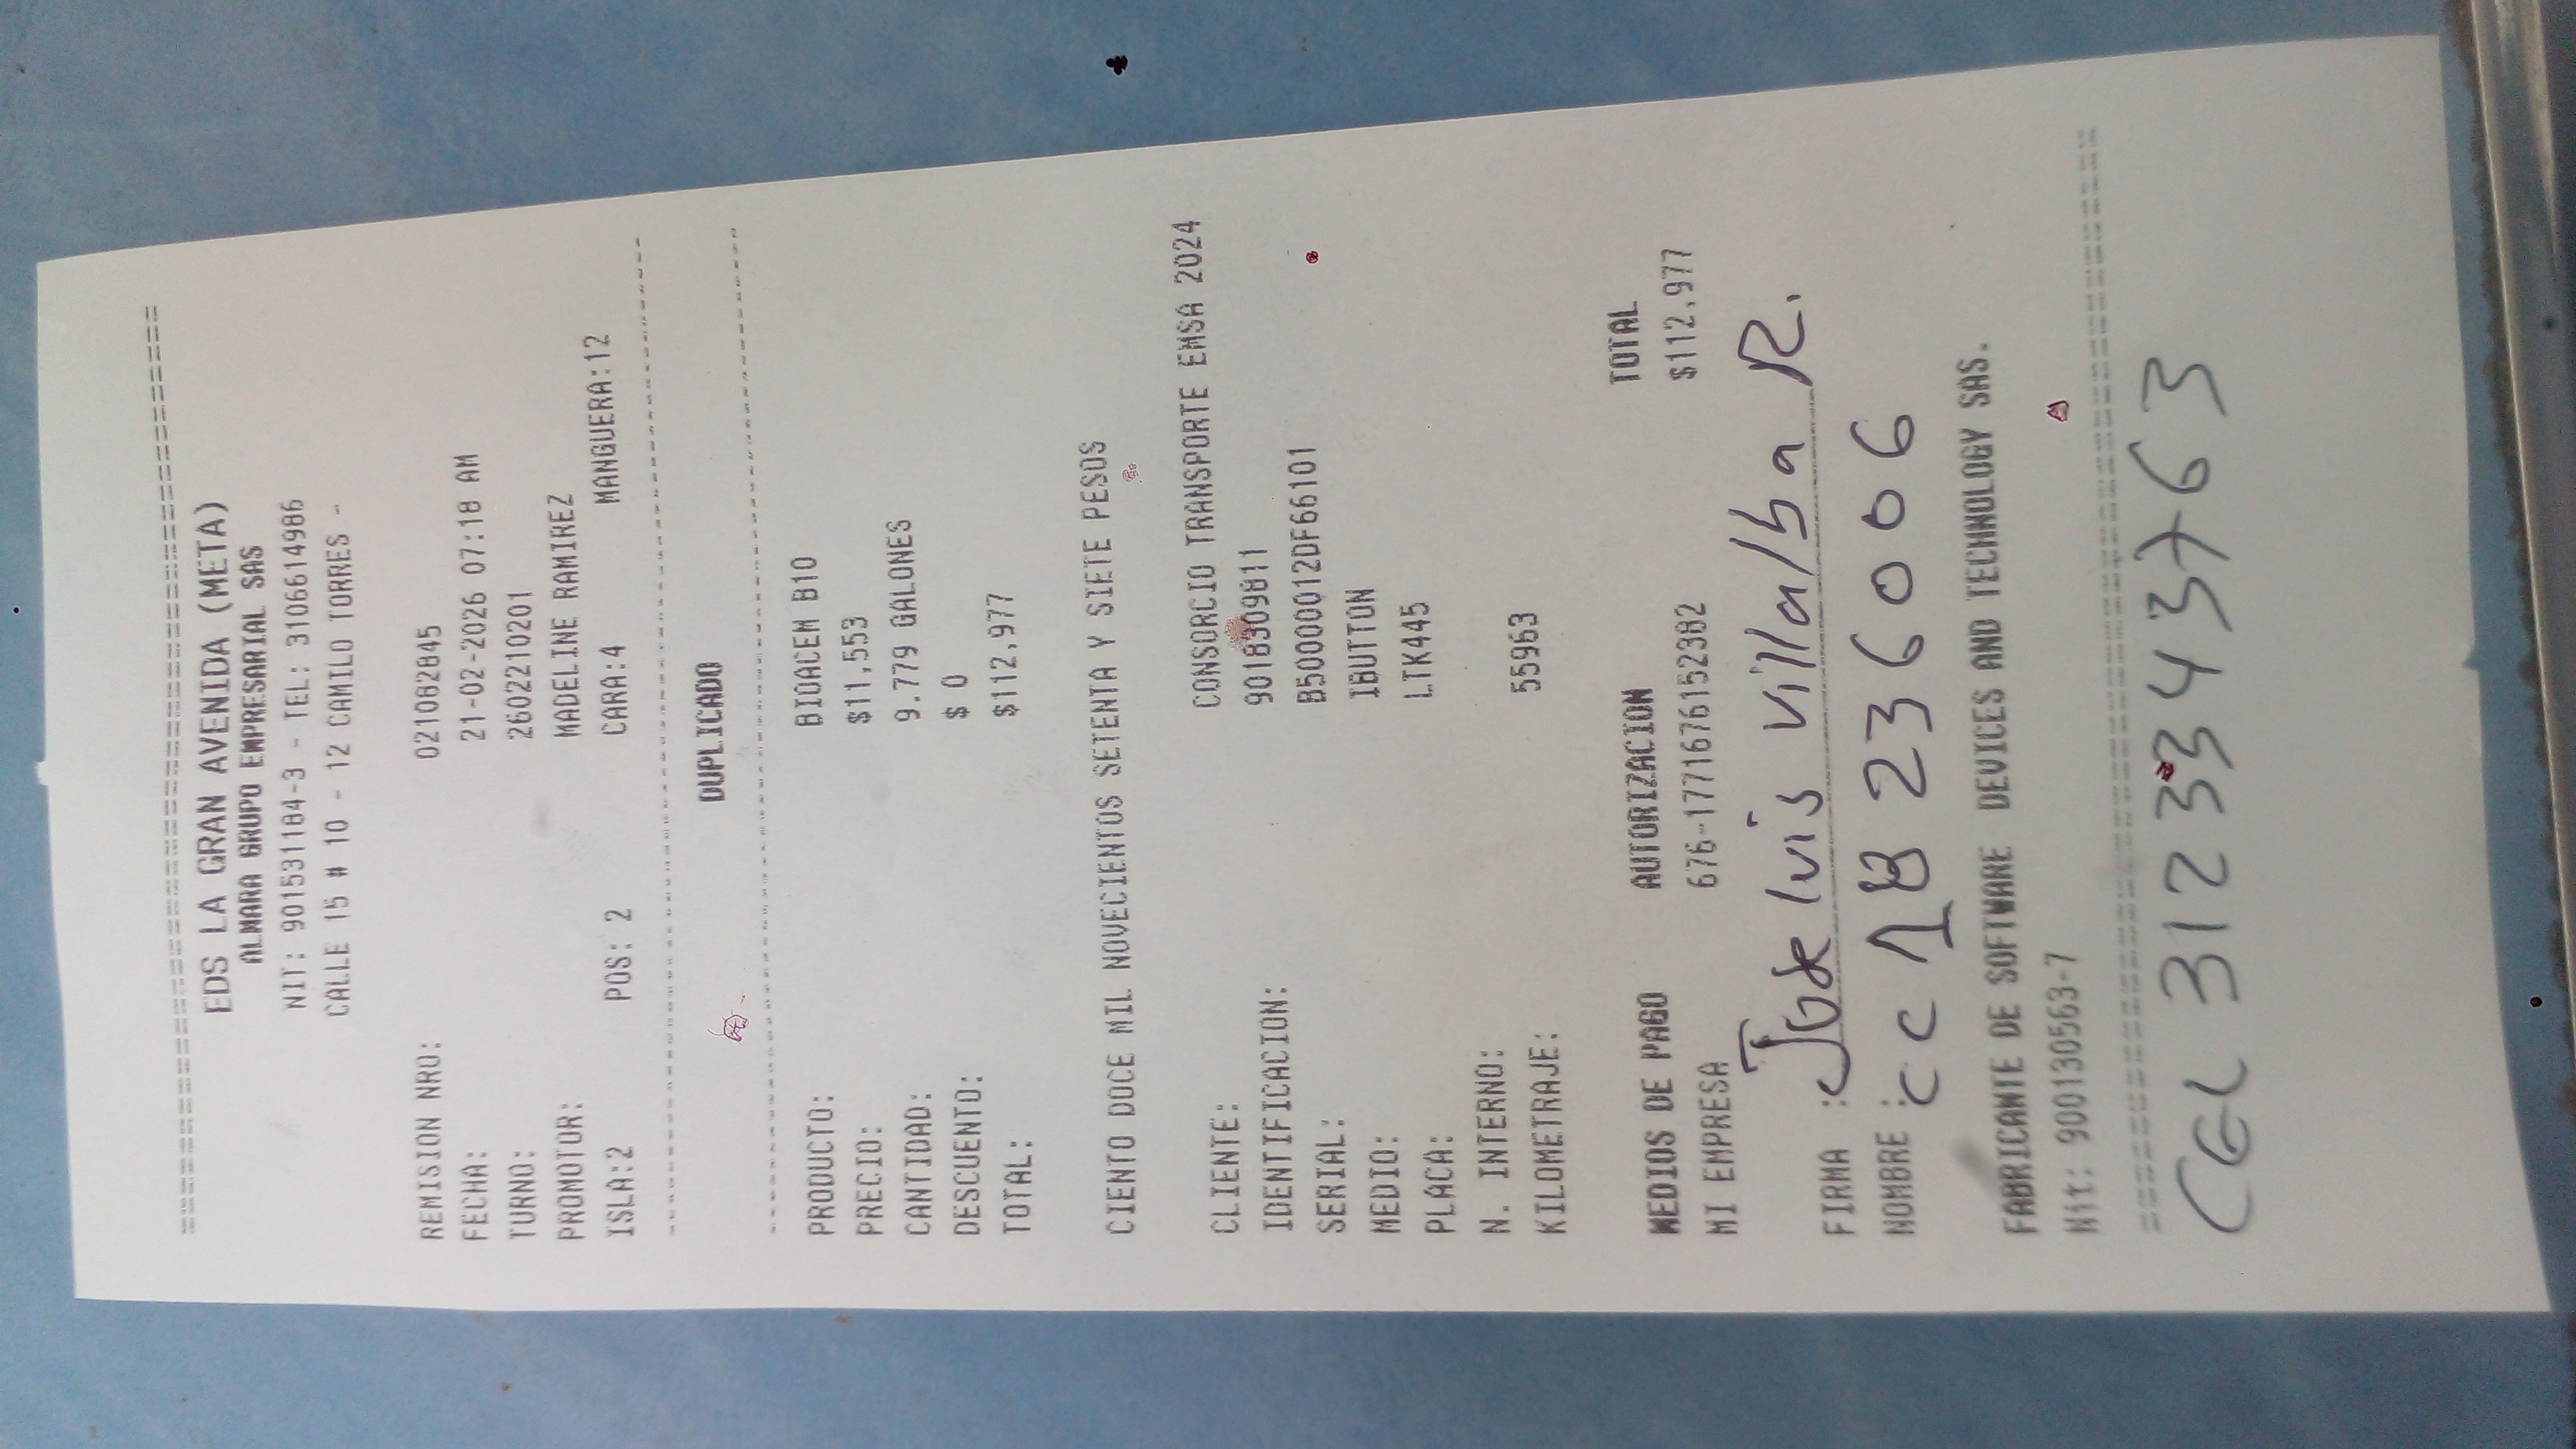 ================================================
EDS LA GRAN AVENIDA (META)
ALMARA GRUPO EMPRESARIAL SAS
NIT: 901531184-3 - TEL: 3106614986
CALLE 15 # 10 - 12 CAMILO TORRES -
REMISION NRO: 021082845
FECHA: 21-02-2026 07:18 AM
TURNO: 2602210201
PROMOTOR: MADELINE RAMIREZ
ISLA:2 POS: 2 CARA:4 MANGUERA:12
------------------------------------------------
DUPLICADO
------------------------------------------------
PRODUCTO: BIOACEM B10
PRECIO: $11,553
CANTIDAD: 9.779 GALONES
DESCUENTO: $ 0
TOTAL: $112,977
CIENTO DOCE MIL NOVECIENTOS SETENTA Y SIETE PESOS
CLIENTE: CONSORCIO TRANSPORTE EMSA 2024
IDENTIFICACION: 9018309811
SERIAL: B5000012DF66101
MEDIO: IBUTTON
PLACA: LTK445
N. INTERNO:
KILOMETRAJE: 55963
MEDIOS DE PAGO AUTORIZACION TOTAL
MI EMPRESA 676-1771676152382 $112,977
FIRMA : Jose luis villalba R.
NOMBRE : cc 18236006
FABRICANTE DE SOFTWARE DEVICES AND TECHNOLOGY SAS.
Nit: 900130563-7
================================================
CEL 3123343763